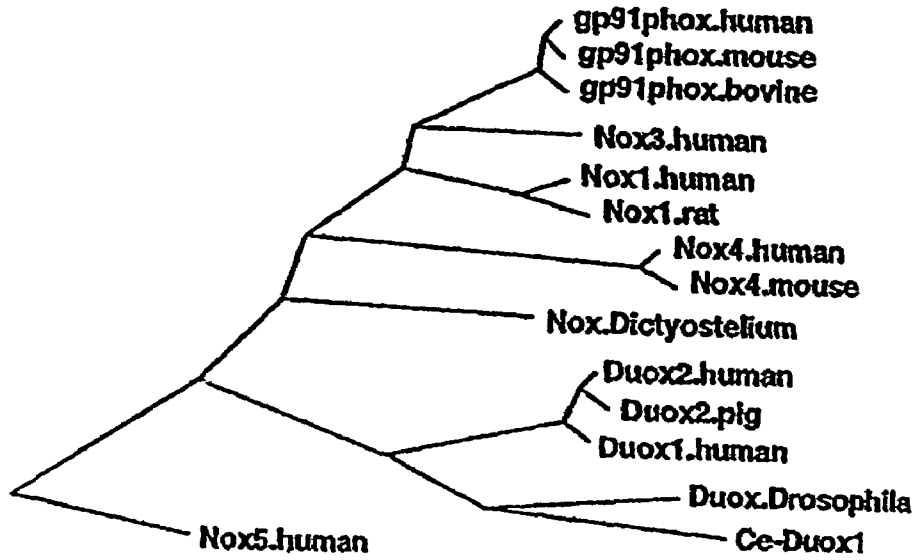 gp91phox.human
gp91phox.mouse
gp91phox.bovine
Nox3.human
Nox1.human
Nox1.rat
Nox4.human
Nox4.mouse
Nox.Dictyostelium
Duox2.human
Duox2.pig
Duox1.human
Duox.Drosophila
Ce-Duox1
Nox5.human